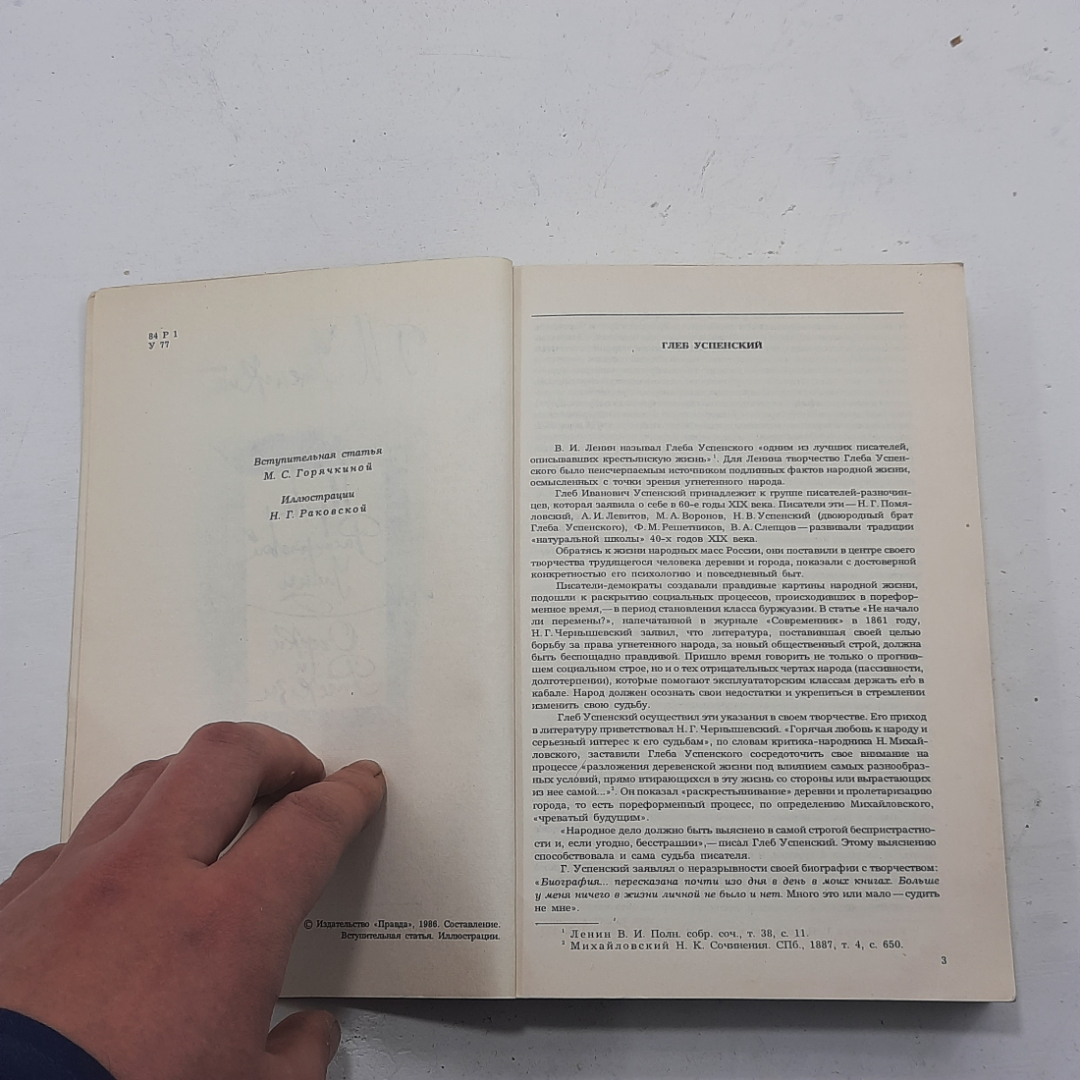 84 Р 1
У 77
Вступительная статья
М. С. Горячкиной
Иллюстрации
Н. Г. Раковской
© Издательство «Правда», 1986. Составление.
Вступительная статья. Иллюстрации.
ГЛЕБ УСПЕНСКИЙ
В. И. Ленин называл Глеба Успенского «одним из лучших писателей,
описывавших крестьянскую жизнь»¹. Для Ленина творчество Глеба Успен-
ского было неисчерпаемым источником подлинных фактов народной жизни,
осмысленных с точки зрения угнетенного народа.
Глеб Иванович Успенский принадлежит к группе писателей-разночин-
цев, которая заявила о себе в 60-е годы XIX века. Писатели эти — Н. Г. Помя-
ловский, А. И. Левитов, М. А. Воронов, Н. В. Успенский (двоюродный брат
Глеба Успенского), Ф. М. Решетников, В. А. Слепцов — развивали традиции
«натуральной школы» 40-х годов XIX века.
Обратясь к жизни народных масс России, они поставили в центре своего
творчества трудящегося человека деревни и города, показали с достоверной
конкретностью его психологию и повседневный быт.
Писатели-демократы создавали правдивые картины народной жизни,
подошли к раскрытию социальных процессов, происходивших в порефор-
менное время, — в период становления класса буржуазии. В статье «Не начало
ли перемены?», напечатанной в журнале «Современник» в 1861 году,
Н. Г. Чернышевский заявил, что литература, поставившая своей целью
борьбу за права угнетенного народа, за новый общественный строй, должна
быть беспощадно правдивой. Пришло время говорить не только о прогнив-
шем социальном строе, но и о тех отрицательных чертах народа (пассивности,
долготерпении), которые помогают эксплуататорским классам держать его в
кабале. Народ должен осознать свои недостатки и укрепиться в стремлении
изменить свою судьбу.
Глеб Успенский осуществил эти указания в своем творчестве. Его приход
в литературу приветствовал Н. Г. Чернышевский. «Горячая любовь к народу и
серьезный интерес к его судьбам», по словам критика-народника Н. Михай-
ловского, заставили Глеба Успенского сосредоточить свое внимание на
процессе «разложения деревенской жизни под влиянием самых разнообраз-
ных условий, прямо втирающихся в эту жизнь со стороны или вырастающих
из нее самой...»¹. Он показал «раскрестьянивание» деревни и пролетаризацию
города, то есть пореформенный процесс, по определению Михайловского,
«чреватый будущим».
«Народное дело должно быть выяснено в самой строгой беспристрастно-
сти и, если угодно, бесстрашии», — писал Глеб Успенский. Этому выяснению
способствовала и сама судьба писателя.
Г. Успенский заявлял о неразрывности своей биографии с творчеством:
«Биография... пересказана почти изо дня в день в моих книгах. Больше
у меня ничего в жизни личной не было и нет. Много это или мало — судить
не мне».
¹ Ленин В. И. Полн. собр. соч., т. 38, с. 11.
² Михайловский Н. К. Сочинения. СПб., 1887, т. 4, с. 650.
3